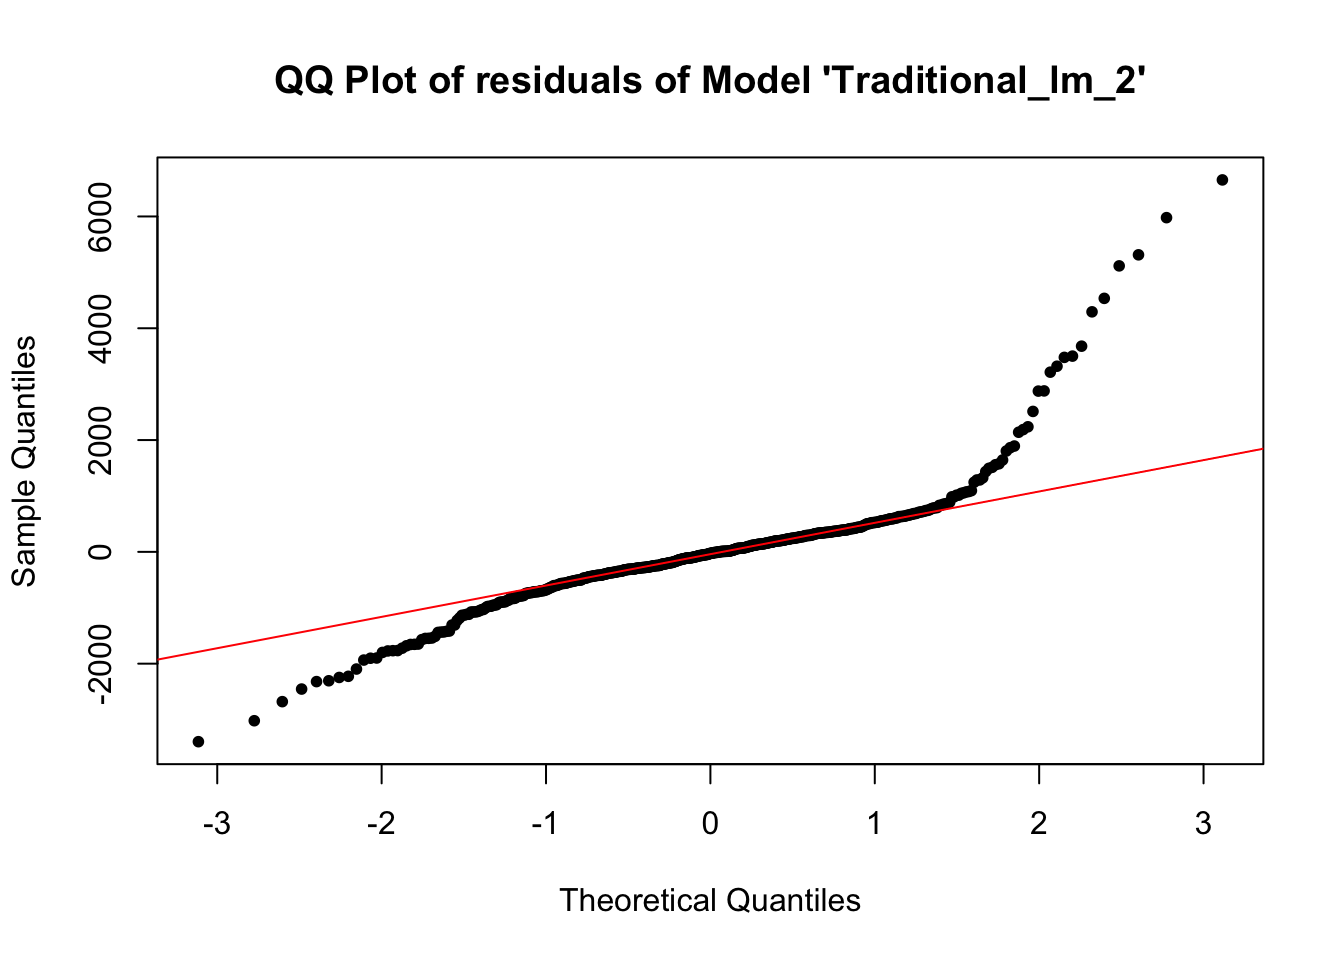 QQ Plot of residuals of Model 'Traditional_lm_2'
6000
4000
2000
0
-2000
Sample Quantiles
-3 -2 -1 0 1 2 3
Theoretical Quantiles